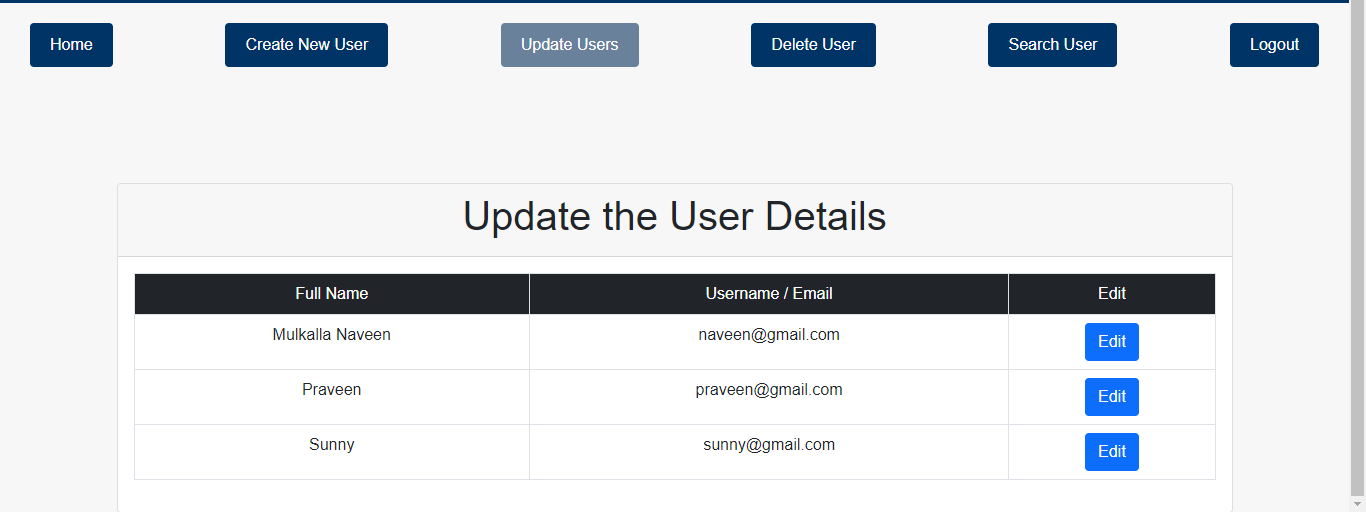 Home Create New User Update Users Delete User Search User Logout
Update the User Details
Full Name Username / Email Edit
Mulkalla Naveen naveen@gmail.com Edit
Praveen praveen@gmail.com Edit
Sunny sunny@gmail.com Edit